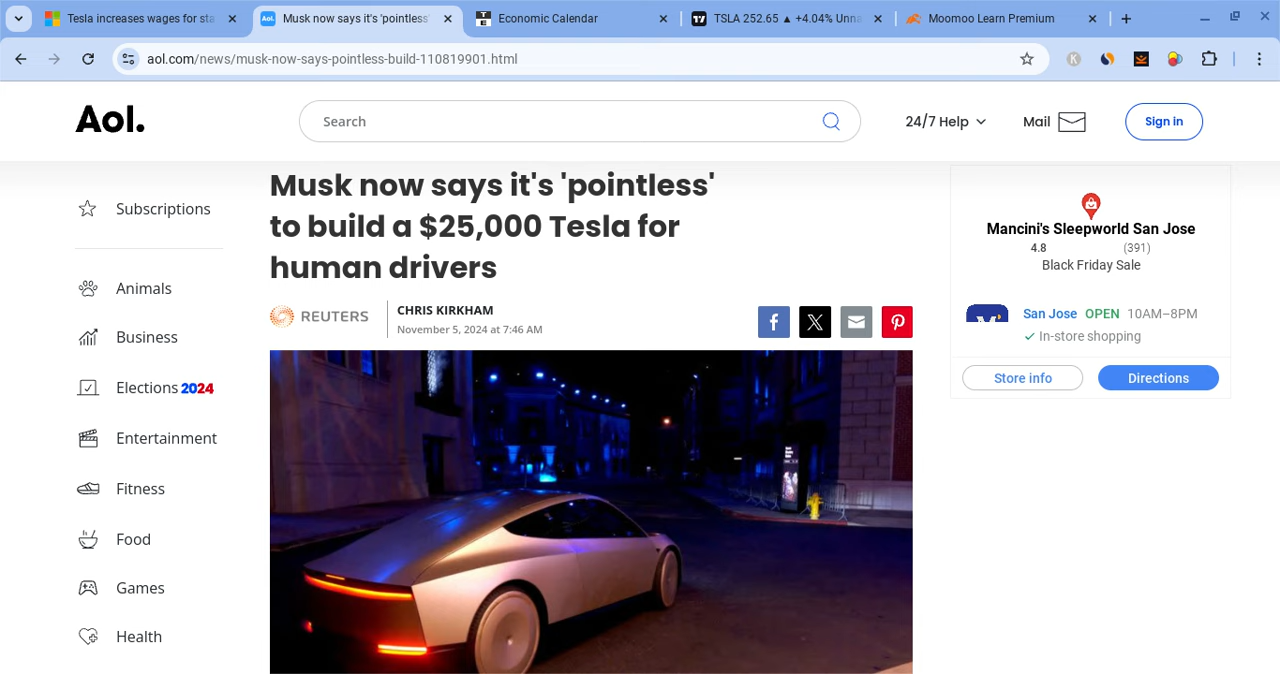 Tesla increases wages for sta
Musk now says it's 'pointless'
Economic Calendar
TSLA 252.65 ▲ +4.04% Unna
Moomoo Learn Premium
aol.com/news/musk-now-says-pointless-build-110819901.html
Aol.
Search
24/7 Help
Mail
Sign in
Subscriptions
Animals
Business
Elections 2024
Entertainment
Fitness
Food
Games
Health
Musk now says it's 'pointless'
to build a $25,000 Tesla for
human drivers
REUTERS
CHRIS KIRKHAM
November 5, 2024 at 7:46 AM
Mancini's Sleepworld San Jose
4.8 (391)
Black Friday Sale
San Jose OPEN 10AM–8PM
In-store shopping
Store info
Directions